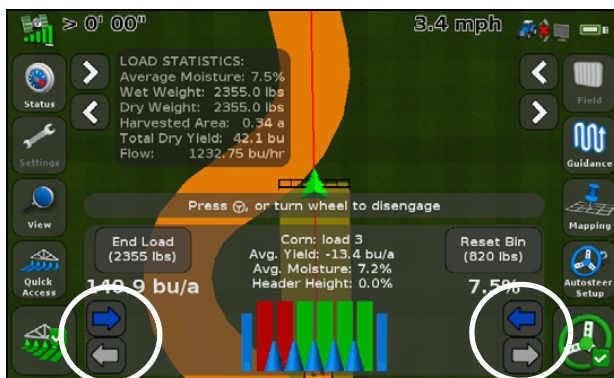 > 0' 00"
3.4 mph
LOAD STATISTICS:
Average Moisture: 7.5%
Wet Weight: 2355.0 lbs
Dry Weight: 2355.0 lbs
Harvested Area: 0.34 a
Total Dry Yield: 42.1 bu
Flow: 1232.75 bu/hr
Status
Settings
View
Quick
Access
Field
Guidance
Mapping
Autosteer
Setup
Press , or turn wheel to disengage
End Load
(2355 lbs)
Corn: load 3
Avg. Yield: -13.4 bu/a
Avg. Moisture: 7.2%
Header Height: 0.0%
Reset Bin
(820 lbs)
140.9 bu/a
7.5%